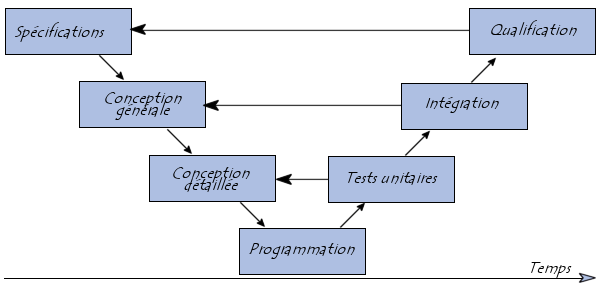 Spécifications
Qualification
Conception
générale
Intégration
Conception
détaillée
Tests unitaires
Programmation
Temps